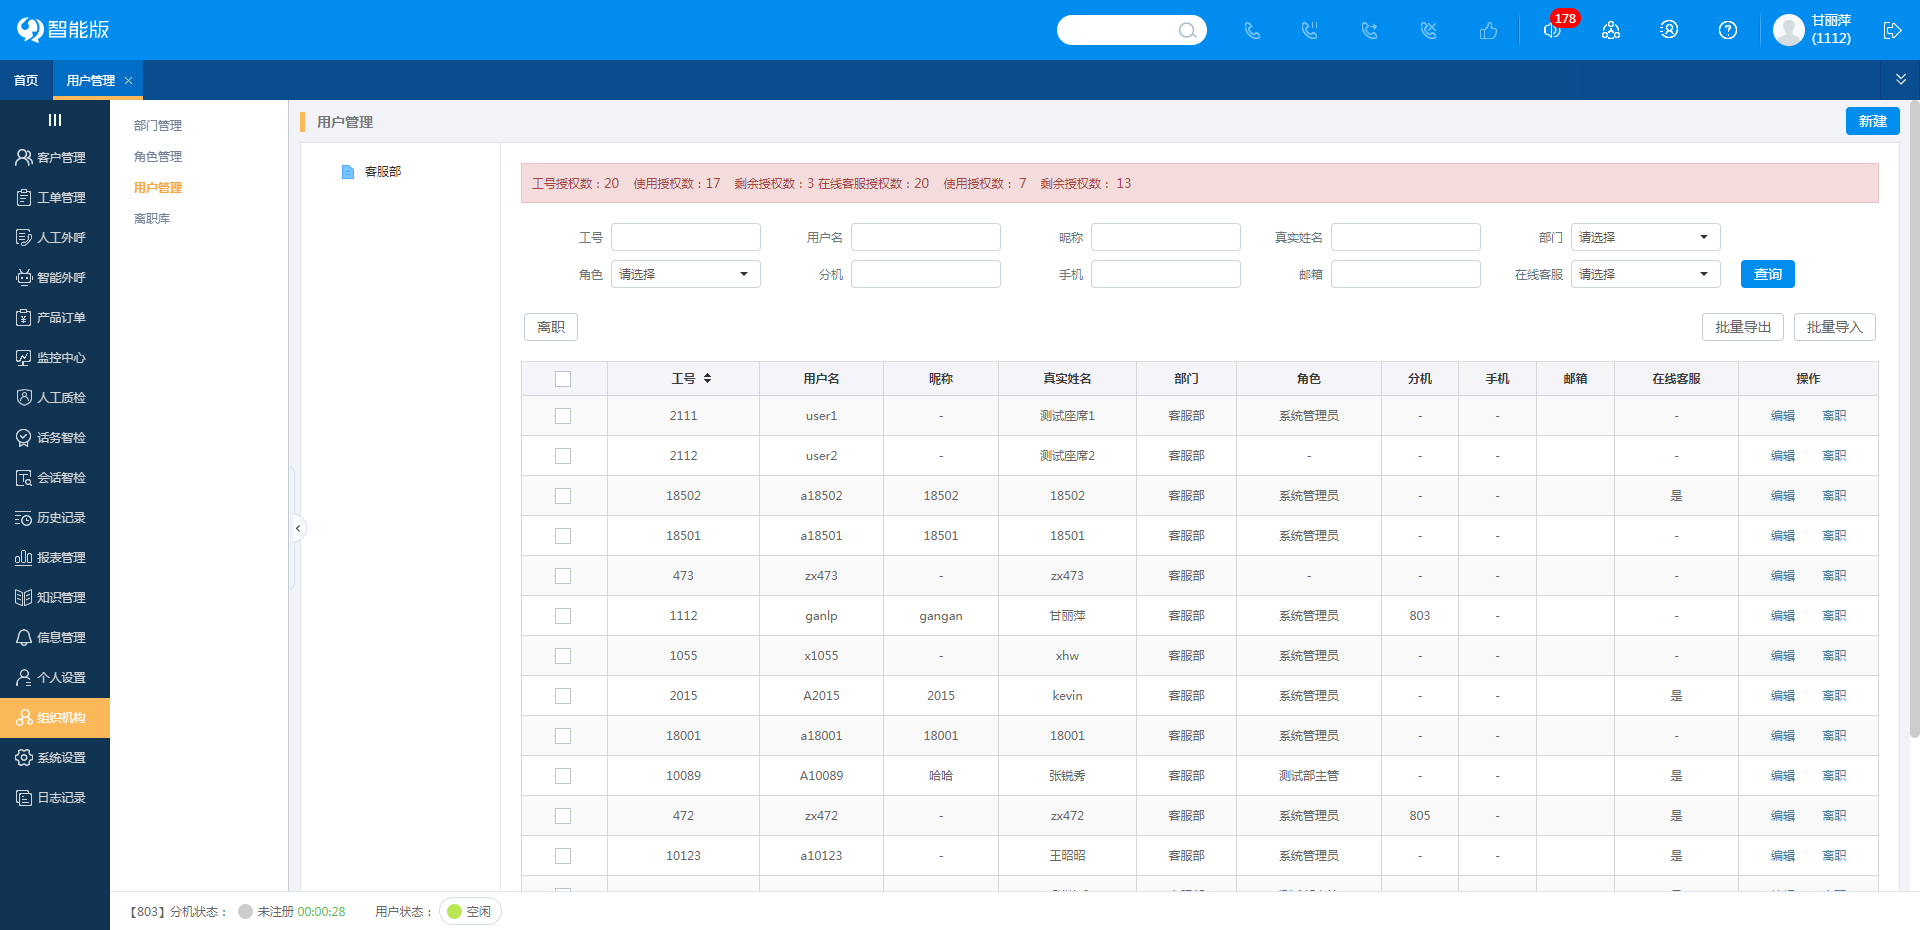 智能版
178
甘丽萍
(1112)
首页
用户管理
部门管理
角色管理
用户管理
离职库
客户管理
工单管理
人工外呼
智能外呼
产品订单
监控中心
人工质检
话务智检
会话智检
历史记录
报表管理
知识管理
信息管理
个人设置
组织机构
系统设置
日志记录
用户管理
新建
客服部
工号授权数：20 使用授权数：17 剩余授权数：3 在线客服授权数：20 使用授权数： 7 剩余授权数： 13
工号 用户名 昵称 真实姓名 部门 请选择
角色 请选择 分机 手机 邮箱 在线客服 请选择 查询
离职 批量导出 批量导入
工号 用户名 昵称 真实姓名 部门 角色 分机 手机 邮箱 在线客服 操作
2111 user1 - 测试座席1 客服部 系统管理员 - - - 编辑 离职
2112 user2 - 测试座席2 客服部 - - - - 编辑 离职
18502 a18502 18502 18502 客服部 系统管理员 - - 是 编辑 离职
18501 a18501 18501 18501 客服部 系统管理员 - - - 编辑 离职
473 zx473 - zx473 客服部 - - - - 编辑 离职
1112 ganlp gangan 甘丽萍 客服部 系统管理员 803 - - 编辑 离职
1055 x1055 - xhw 客服部 系统管理员 - - - 编辑 离职
2015 A2015 2015 kevin 客服部 系统管理员 - - 是 编辑 离职
18001 a18001 18001 18001 客服部 系统管理员 - - - 编辑 离职
10089 A10089 哈哈 张锐秀 客服部 测试部主管 - - 是 编辑 离职
472 zx472 - zx472 客服部 系统管理员 805 - 是 编辑 离职
10123 a10123 - 王昭昭 客服部 系统管理员 - - 是 编辑 离职
【803】分机状态： 未注册 00:00:28 用户状态： 空闲